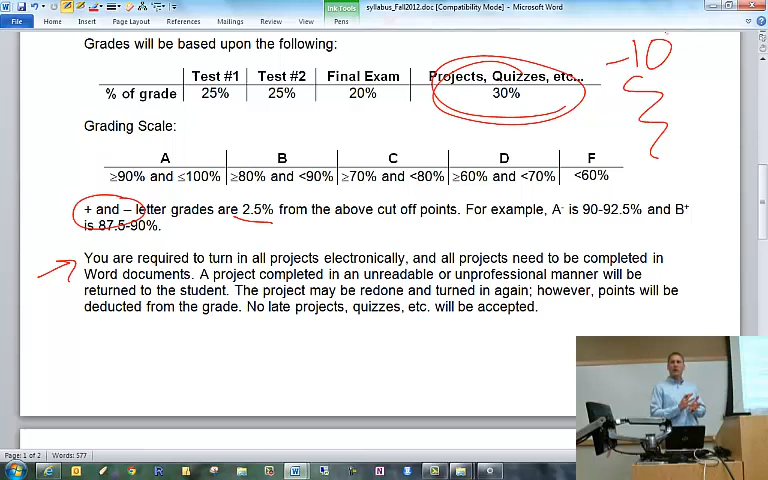 syllabus_Fall2012.doc [Compatibility Mode] - Microsoft Word
Ink Tools
File Home Insert Page Layout References Mailings Review View Pens
Grades will be based upon the following:
~10
Test #1 Test #2 Final Exam Projects, Quizzes, etc...
% of grade 25% 25% 20% 30%
Grading Scale:
A B C D F
≥90% and ≤100% ≥80% and <90% ≥70% and <80% ≥60% and <70% <60%
+ and – letter grades are 2.5% from the above cut off points. For example, A- is 90-92.5% and B+
is 87.5-90%.
You are required to turn in all projects electronically, and all projects need to be completed in
Word documents. A project completed in an unreadable or unprofessional manner will be
returned to the student. The project may be redone and turned in again; however, points will be
deducted from the grade. No late projects, quizzes, etc. will be accepted.
Page: 1 of 2 Words: 577